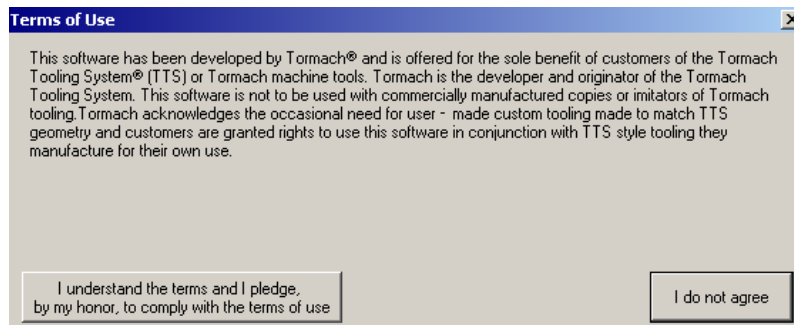 Terms of Use
This software has been developed by Tormach® and is offered for the sole benefit of customers of the Tormach
Tooling System® (TTS) or Tormach machine tools. Tormach is the developer and originator of the Tormach
Tooling System. This software is not to be used with commercially manufactured copies or imitators of Tormach
tooling.Tormach acknowledges the occasional need for user - made custom tooling made to match TTS
geometry and customers are granted rights to use this software in conjunction with TTS style tooling they
manufacture for their own use.
I understand the terms and I pledge,
by my honor, to comply with the terms of use
I do not agree